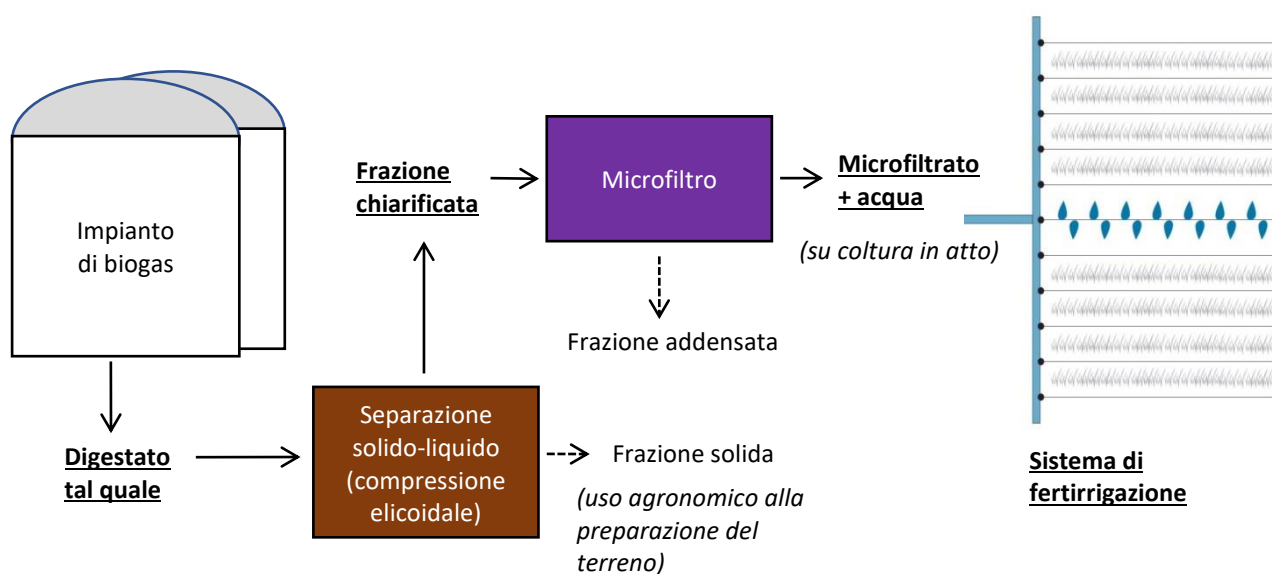 Impianto
di biogas
Digestato
tal quale
Separazione
solido-liquido
(compressione
elicoidale)
Frazione solida
(uso agronomico alla
preparazione del
terreno)
Frazione
chiarificata
Microfiltro
Frazione addensata
Microfiltrato
+ acqua
(su coltura in atto)
Sistema di
fertirrigazione